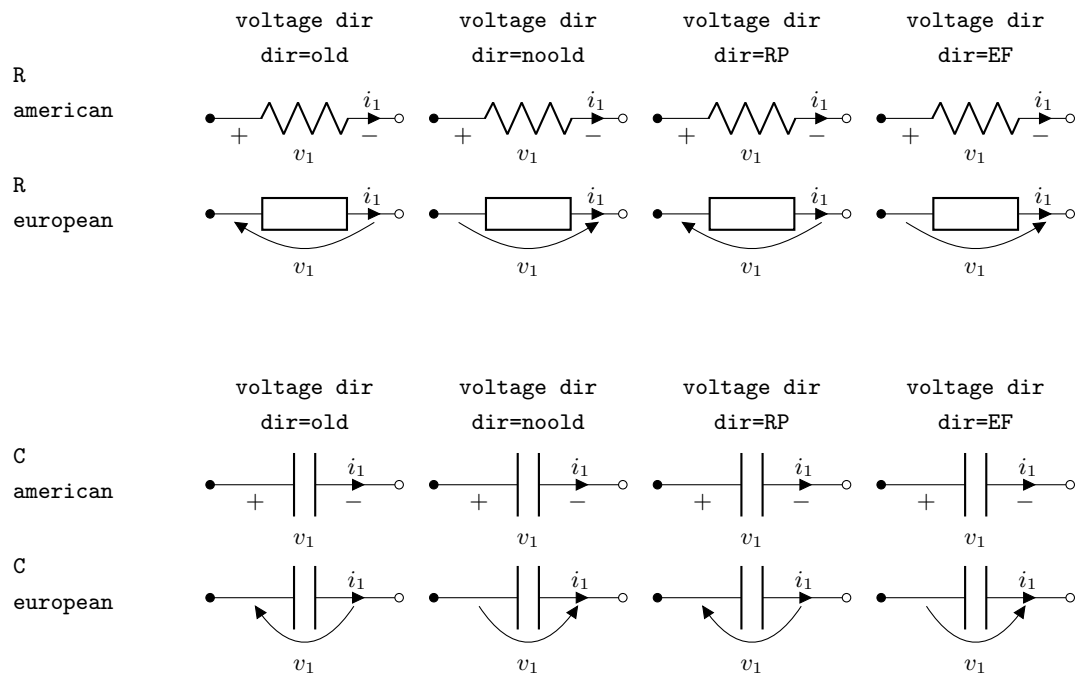 voltage dir voltage dir voltage dir voltage dir
dir=old dir=noold dir=RP dir=EF
R
american
i₁ i₁ i₁ i₁
+ − + − + − + −
v₁ v₁ v₁ v₁
R
european
i₁ i₁ i₁ i₁
v₁ v₁ v₁ v₁
voltage dir voltage dir voltage dir voltage dir
dir=old dir=noold dir=RP dir=EF
C
american
i₁ i₁ i₁ i₁
+ − + − + − + −
v₁ v₁ v₁ v₁
C
european
i₁ i₁ i₁ i₁
v₁ v₁ v₁ v₁